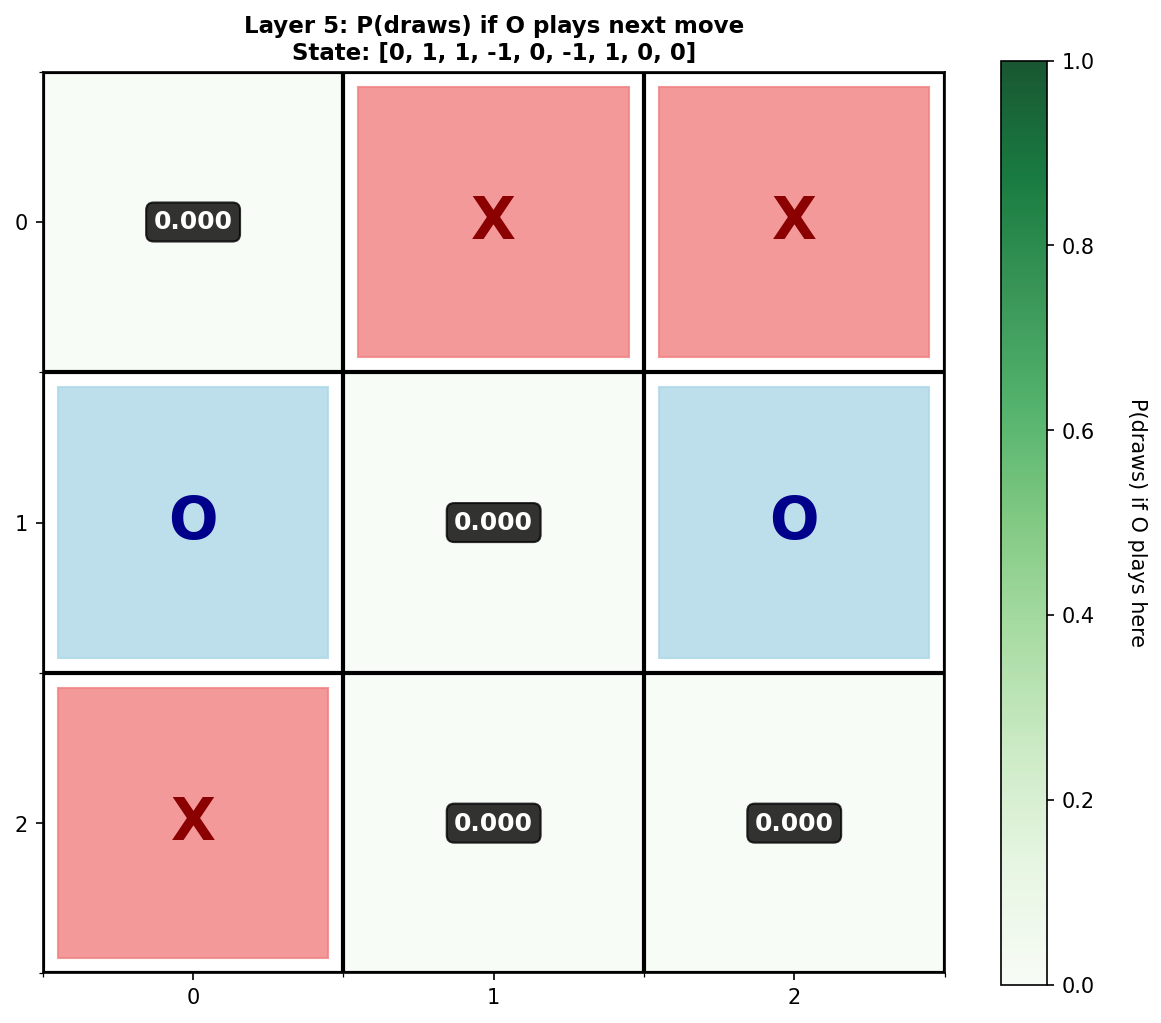 Layer 5: P(draws) if O plays next move
State: [0, 1, 1, -1, 0, -1, 1, 0, 0]
0
0.000
X
X
1
O
0.000
O
2
X
0.000
0.000
0
1
2
1.0
0.8
0.6
0.4
0.2
0.0
P(draws) if O plays here